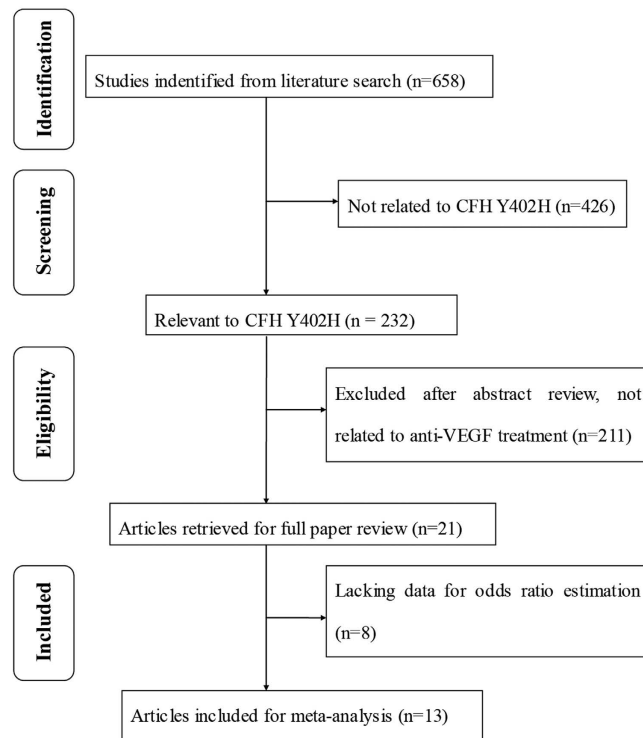 Identification
Studies indentified from literature search (n=658)
Screening
Not related to CFH Y402H (n=426)
Relevant to CFH Y402H (n = 232)
Eligibility
Excluded after abstract review, not
related to anti-VEGF treatment (n=211)
Articles retrieved for full paper review (n=21)
Included
Lacking data for odds ratio estimation
(n=8)
Articles included for meta-analysis (n=13)